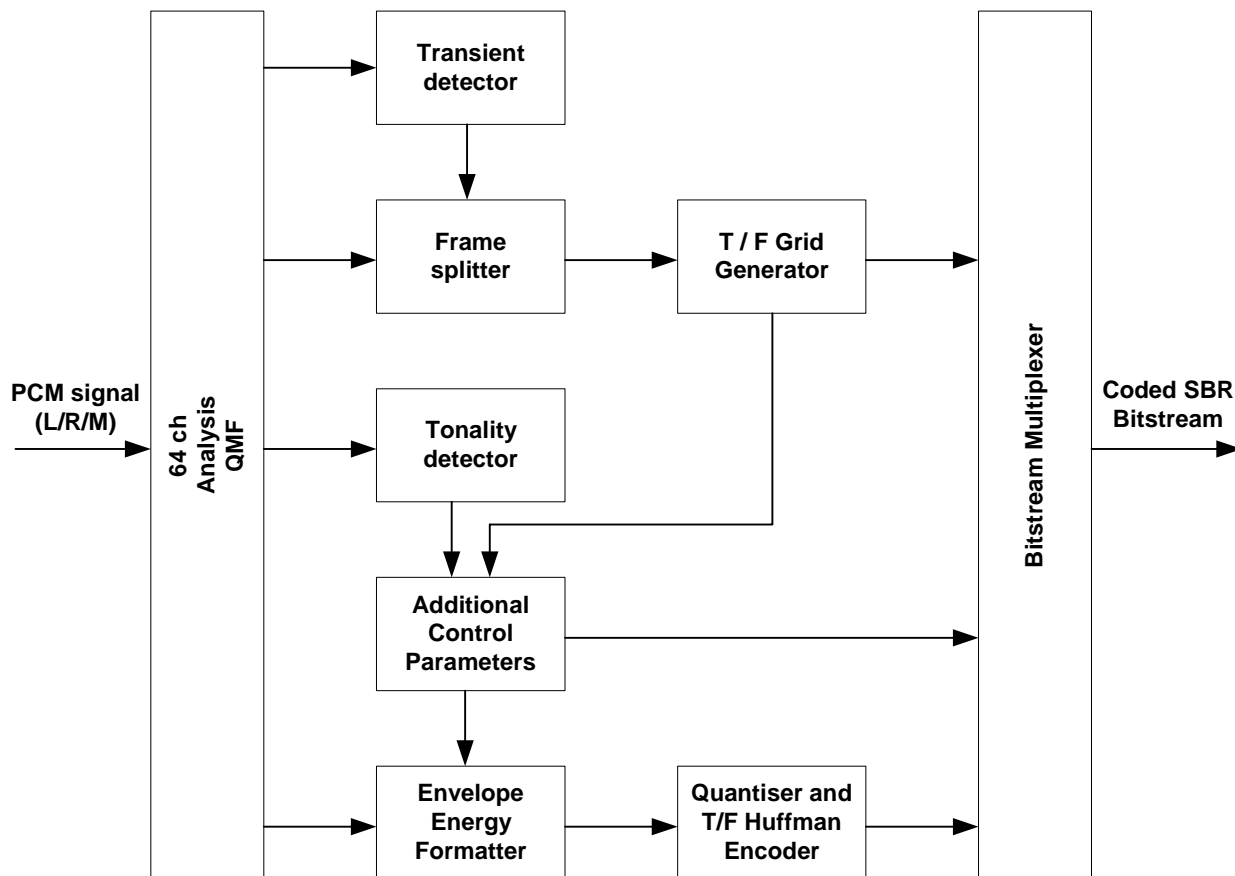 Transient
detector
Frame
splitter
T / F Grid
Generator
PCM signal
(L/R/M)
64 ch
Analysis
QMF
Tonality
detector
Bitstream Multiplexer
Coded SBR
Bitstream
Additional
Control
Parameters
Envelope
Energy
Formatter
Quantiser and
T/F Huffman
Encoder